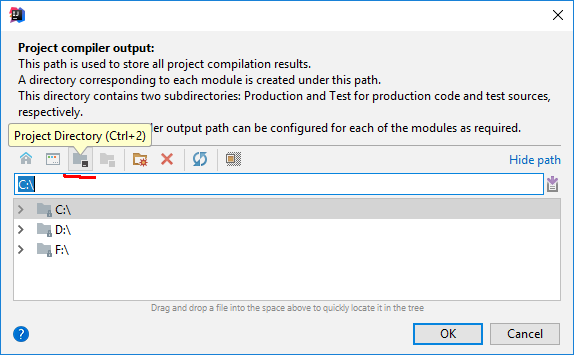 Project compiler output:
This path is used to store all project compilation results.
A directory corresponding to each module is created under this path.
This directory contains two subdirectories: Production and Test for production code and test sources,
respectively.
Project Directory (Ctrl+2)
er output path can be configured for each of the modules as required.
Hide path
C:\
C:\
D:\
F:\
Drag and drop a file into the space above to quickly locate it in the tree
?
OK
Cancel